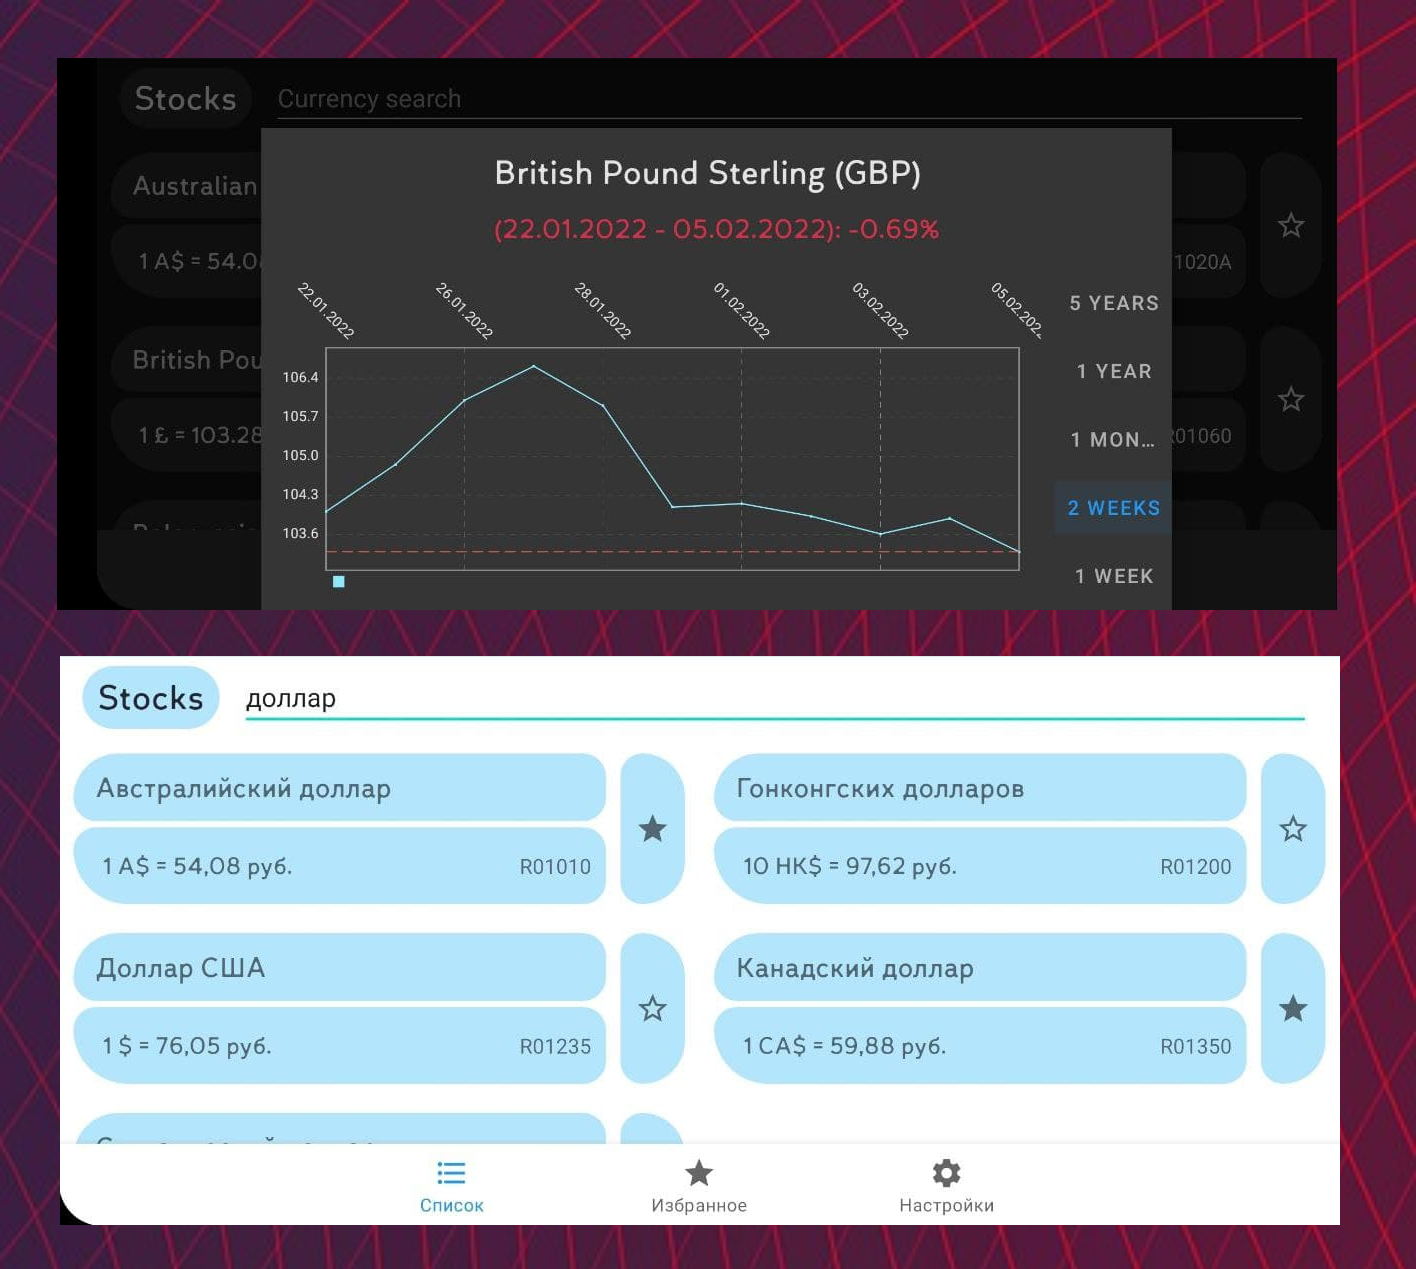 Stocks
Currency search
British Pound Sterling (GBP)
(22.01.2022 - 05.02.2022): -0.69%
Australian
1 A$ = 54.0
1020A
British Pou
1 £ = 103.28
R01060
22.01.2022
26.01.2022
28.01.2022
01.02.2022
03.02.2022
05.02.202
106.4
105.7
105.0
104.3
103.6
5 YEARS
1 YEAR
1 MON...
2 WEEKS
1 WEEK
Stocks
доллар
Австралийский доллар
1 A$ = 54,08 руб.
R01010
Гонконгских долларов
10 HK$ = 97,62 руб.
R01200
Доллар США
1 $ = 76,05 руб.
R01235
Канадский доллар
1 CA$ = 59,88 руб.
R01350
Список
Избранное
Настройки